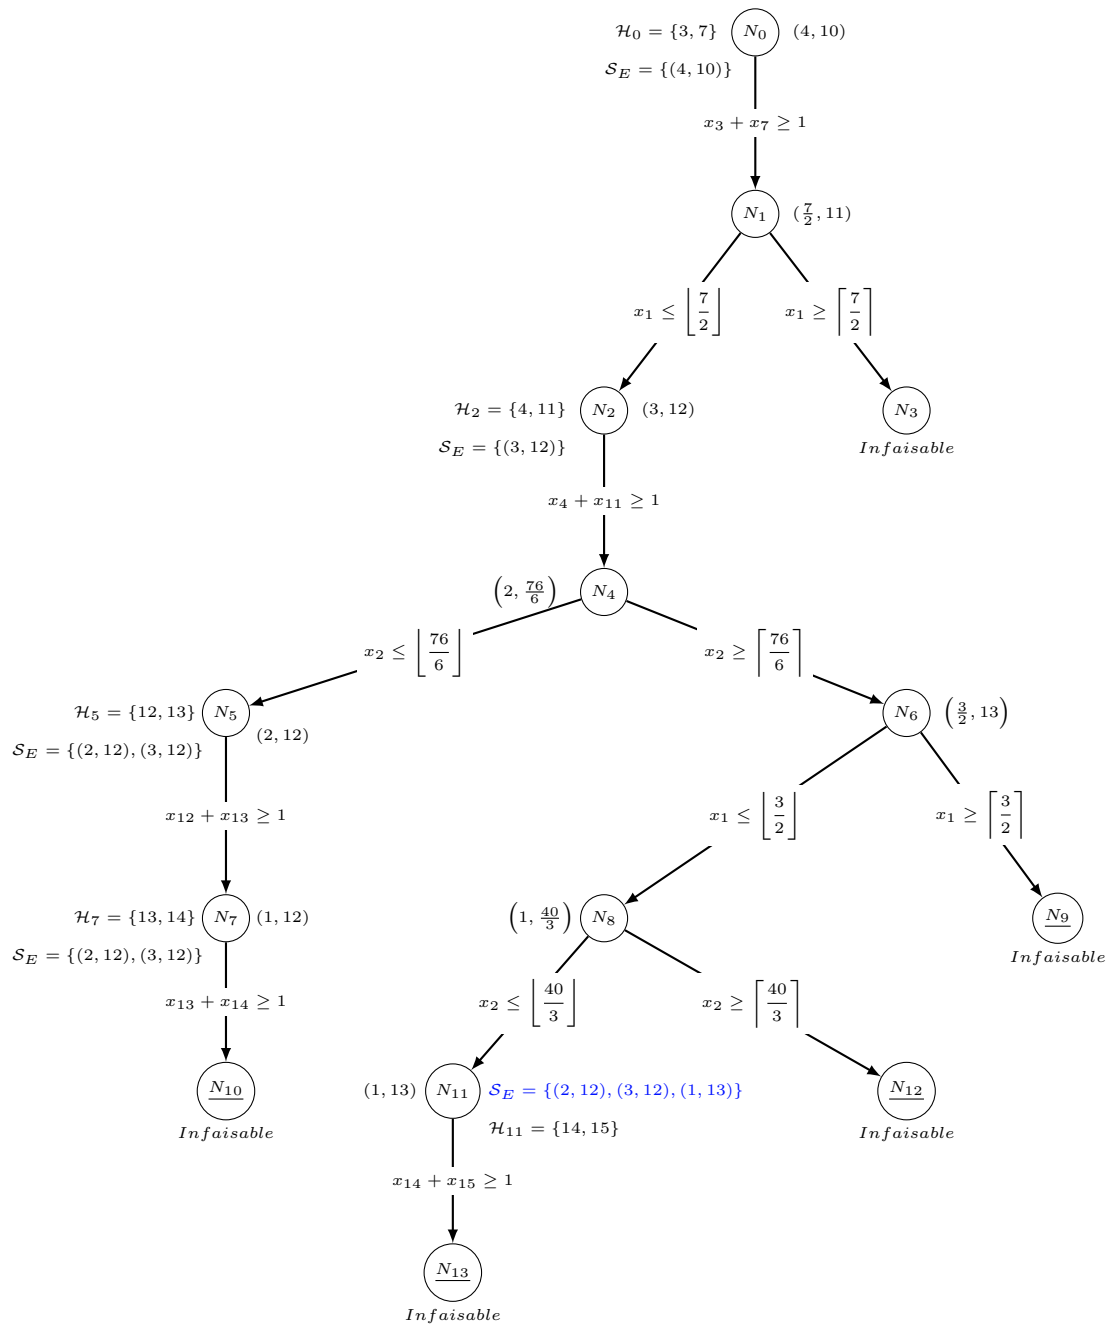 ℋ₀ = {3, 7} N₀ (4, 10)
𝒮_E = {(4, 10)}
x₃ + x₇ ≥ 1
N₁ (7/2, 11)
x₁ ≤ ⌊7/2⌋ x₁ ≥ ⌈7/2⌉
ℋ₂ = {4, 11} N₂ (3, 12) N₃
𝒮_E = {(3, 12)} Infaisable
x₄ + x₁₁ ≥ 1
(2, 76/6) N₄
x₂ ≤ ⌊76/6⌋ x₂ ≥ ⌈76/6⌉
ℋ₅ = {12, 13} N₅ (2, 12) N₆ (3/2, 13)
𝒮_E = {(2, 12), (3, 12)}
x₁₂ + x₁₃ ≥ 1 x₁ ≤ ⌊3/2⌋ x₁ ≥ ⌈3/2⌉
ℋ₇ = {13, 14} N₇ (1, 12) (1, 40/3) N₈ N₉
𝒮_E = {(2, 12), (3, 12)} Infaisable
x₁₃ + x₁₄ ≥ 1 x₂ ≤ ⌊40/3⌋ x₂ ≥ ⌈40/3⌉
N₁₀ (1, 13) N₁₁ 𝒮_E = {(2, 12), (3, 12), (1, 13)} N₁₂
Infaisable ℋ₁₁ = {14, 15} Infaisable
x₁₄ + x₁₅ ≥ 1
N₁₃
Infaisable